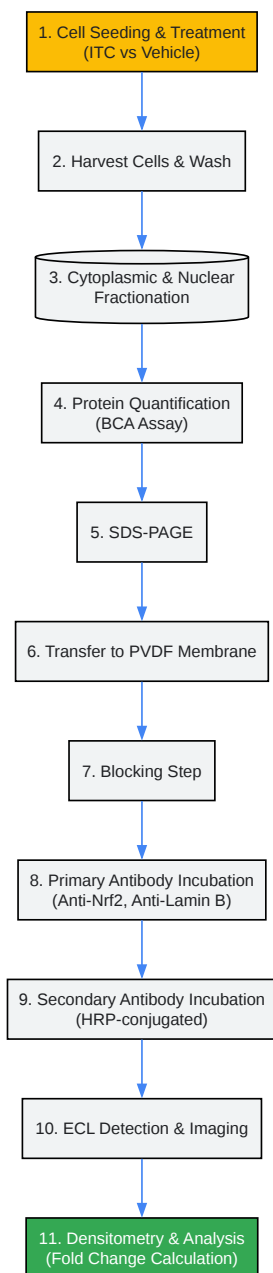 1. Cell Seeding & Treatment
(ITC vs Vehicle)
2. Harvest Cells & Wash
3. Cytoplasmic & Nuclear
Fractionation
4. Protein Quantification
(BCA Assay)
5. SDS-PAGE
6. Transfer to PVDF Membrane
7. Blocking Step
8. Primary Antibody Incubation
(Anti-Nrf2, Anti-Lamin B)
9. Secondary Antibody Incubation
(HRP-conjugated)
10. ECL Detection & Imaging
11. Densitometry & Analysis
(Fold Change Calculation)